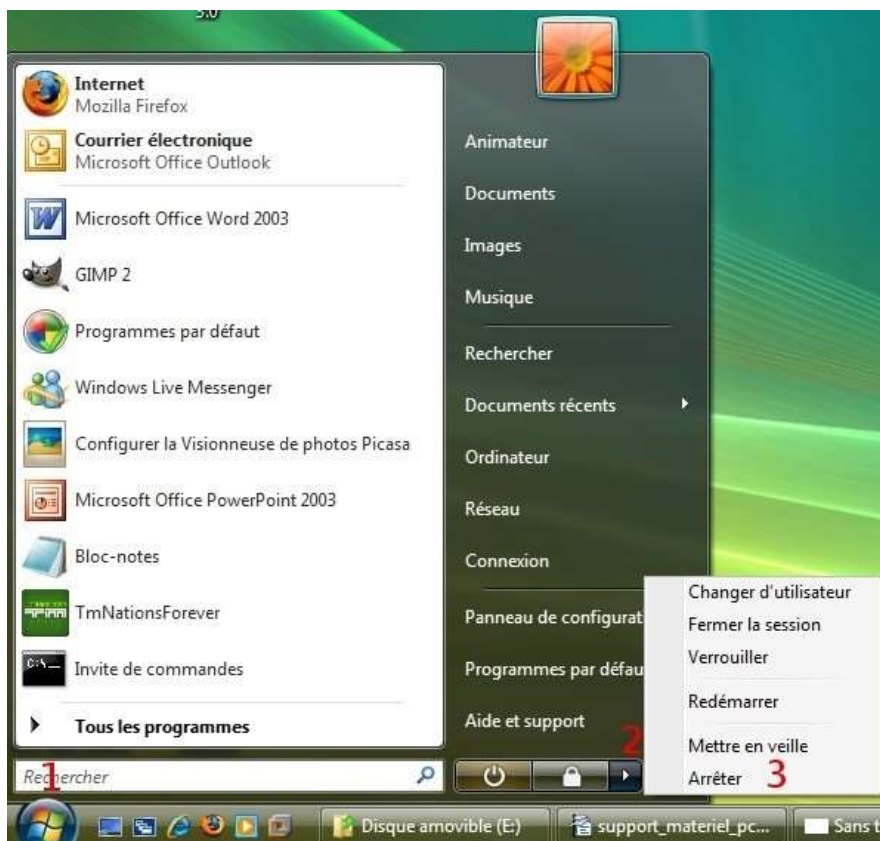 3.0
Internet
Mozilla Firefox
Courrier électronique
Microsoft Office Outlook
Microsoft Office Word 2003
GIMP 2
Programmes par défaut
Windows Live Messenger
Configurer la Visionneuse de photos Picasa
Microsoft Office PowerPoint 2003
Bloc-notes
TmNationsForever
Invite de commandes
Tous les programmes
Rechercher
1
Animateur
Documents
Images
Musique
Rechercher
Documents récents
Ordinateur
Réseau
Connexion
Panneau de configurat
Programmes par défau
Aide et support
2
Changer d'utilisateur
Fermer la session
Verrouiller
Redémarrer
Mettre en veille
Arrêter 3
Disque amovible (E:)
support_materiel_pc...
Sans t